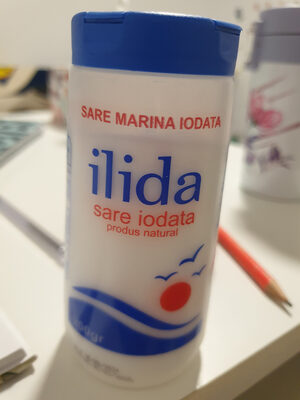 SARE MARINA IODATA
ilida
sare iodata
produs natural